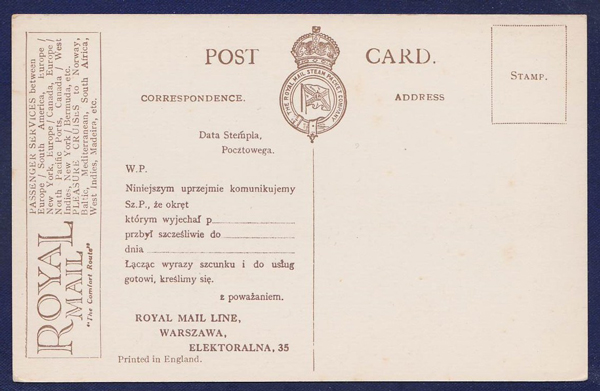 PASSENGER SERVICES between
Europe / South America, Europe /
New York, Europe / Canada, Europe /
North Pacific Ports, Canada / West
Indies, New York / Bermuda, etc.
PLEASURE CRUISES to Norway,
Baltic, Mediterranean, South Africa,
West Indies, Madeira, etc.
ROYAL
MAIL
"The Comfort Route"
POST CARD.
THE ROYAL MAIL STEAM PACKET COMPANY
CORRESPONDENCE.
ADDRESS
STAMP.
Data Stempla,
Pocztowega.
W.P.
Niniejszym uprzejmie komunikujemy
Sz.P., że okręt
którym wyjechał p
przbył szcześliwie do
dnia
Łącząc wyrazy szcunku i do usług
gotowi, kreślimy się.
z poważaniem.
ROYAL MAIL LINE,
WARSZAWA,
ELEKTORALNA, 35
Printed in England.